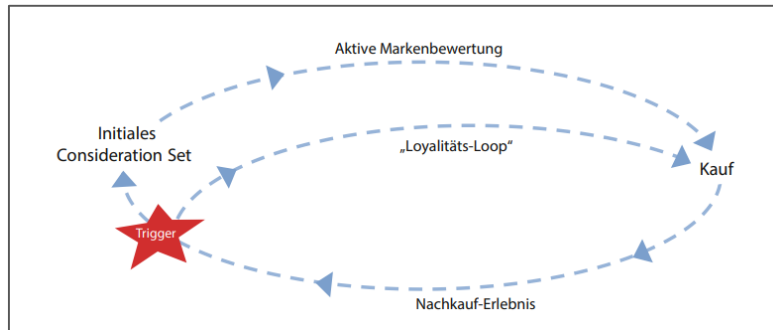 Aktive Markenbewertung
Initiales
Consideration Set
„Loyalitäts-Loop“
Kauf
Trigger
Nachkauf-Erlebnis